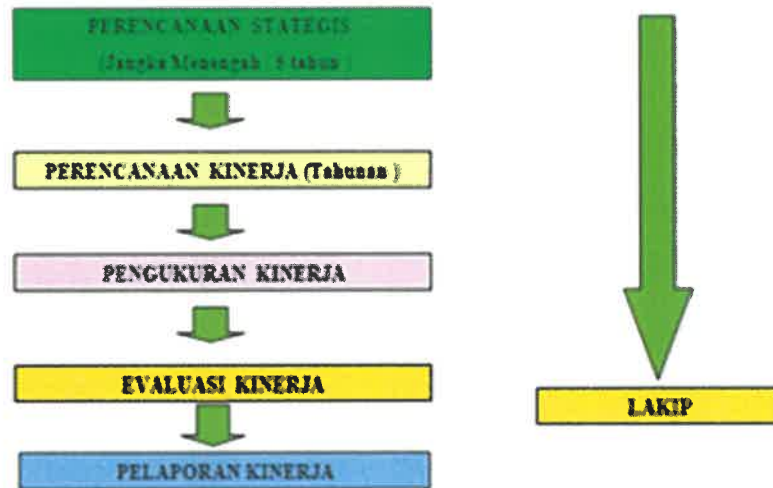 PERENCANAAN STATEGIS
(Jangka Menengah 5 tahun )
PERENCANAAN KINERJA (Tahunan )
PENGUKURAN KINERJA
EVALUASI KINERJA
PELAPORAN KINERJA
LAKIP